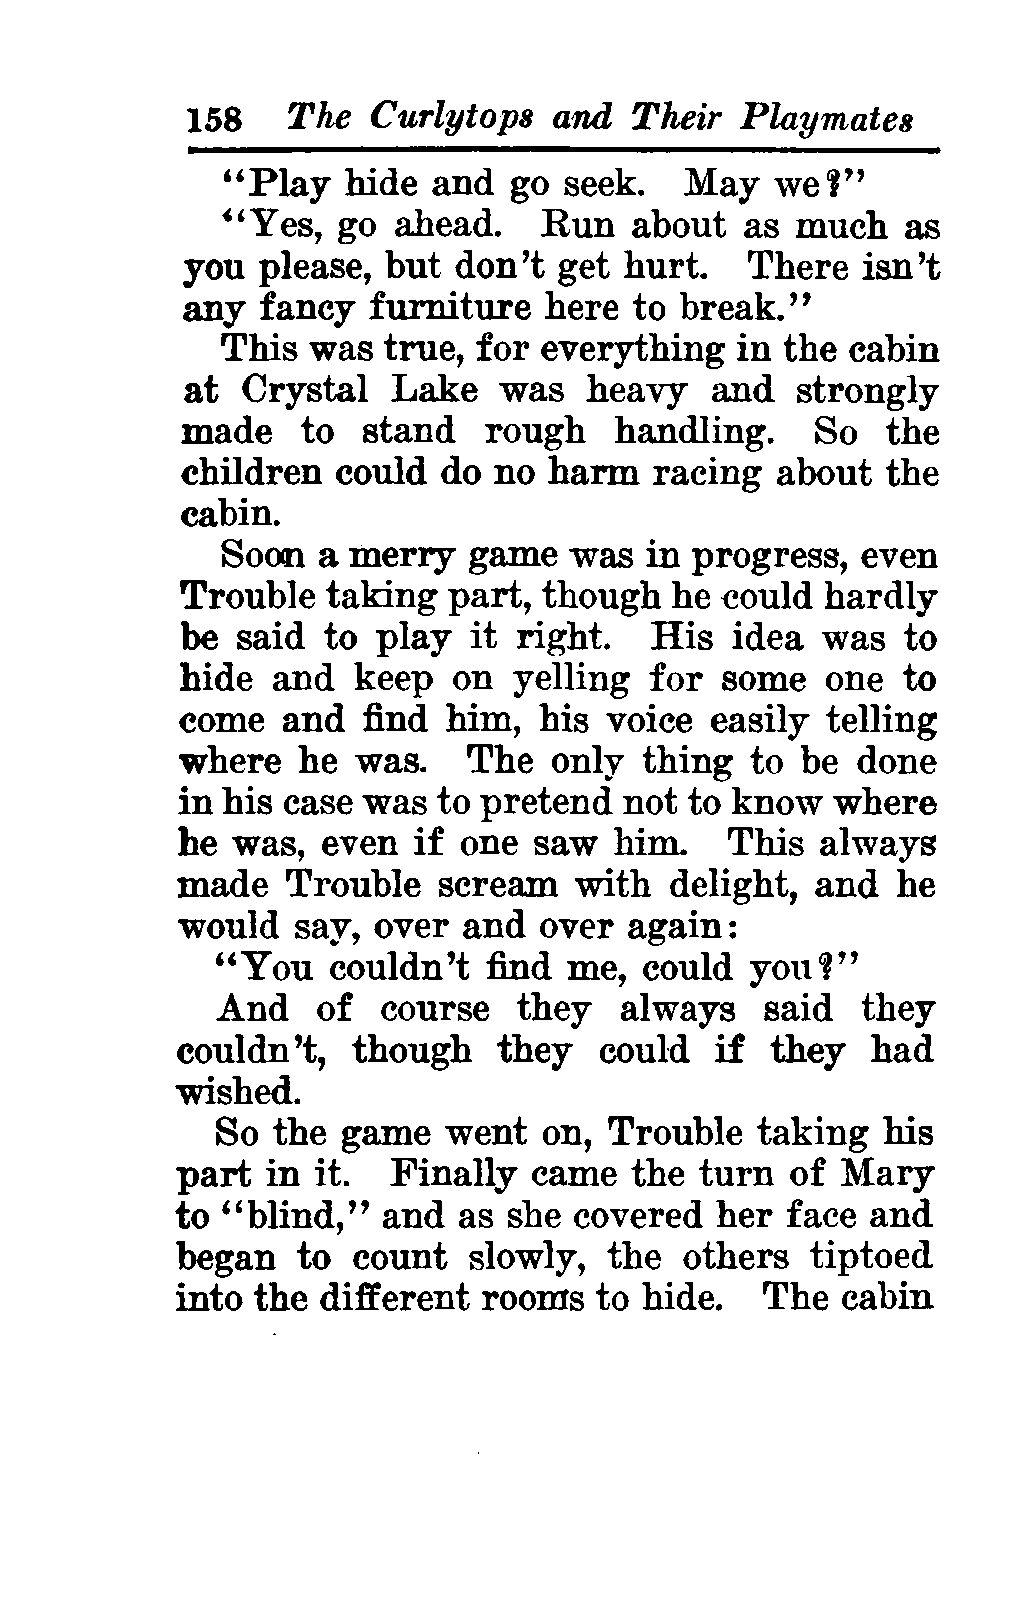 158 The Curlytops and Their Playmates
“Play hide and go seek. May we?”
“Yes, go ahead. Run about as much as
you please, but don’t get hurt. There isn’t
any fancy furniture here to break.”
This was true, for everything in the cabin
at Crystal Lake was heavy and strongly
made to stand rough handling. So the
children could do no harm racing about the
cabin.
Soon a merry game was in progress, even
Trouble taking part, though he could hardly
be said to play it right. His idea was to
hide and keep on yelling for some one to
come and find him, his voice easily telling
where he was. The only thing to be done
in his case was to pretend not to know where
he was, even if one saw him. This always
made Trouble scream with delight, and he
would say, over and over again:
“You couldn’t find me, could you?”
And of course they always said they
couldn’t, though they could if they had
wished.
So the game went on, Trouble taking his
part in it. Finally came the turn of Mary
to “blind,” and as she covered her face and
began to count slowly, the others tiptoed
into the different rooms to hide. The cabin